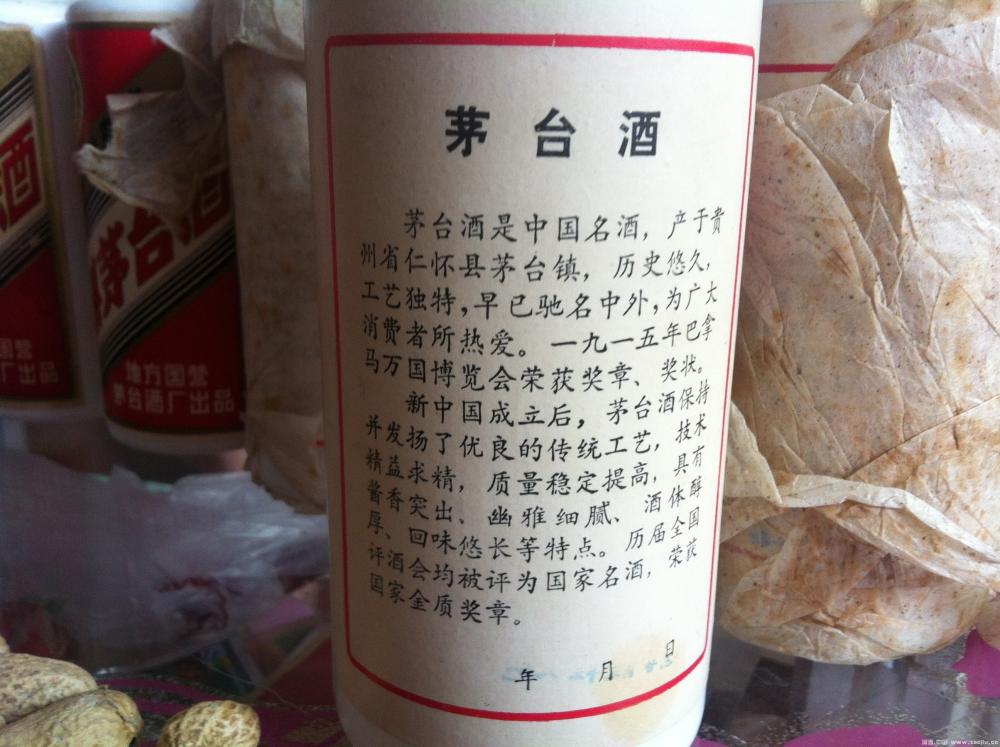 茅台酒
茅台酒是中国名酒，产于贵
州省仁怀县茅台镇，历史悠久，
工艺独特，早已驰名中外，为广大
消费者所热爱。一九一五年巴拿
马万国博览会荣获奖章、奖状。
新中国成立后，茅台酒保持
并发扬了优良的传统工艺，技术
精益求精，质量稳定提高，具有
酱香突出、幽雅细腻、酒体醇
厚、回味悠长等特点。历届全国
评酒会均被评为国家名酒，荣获
国家金质奖章。
年 月 日
酒
国营
厂出品
茅台酒
地方国营
茅台酒厂出品
www.taojiu.cc